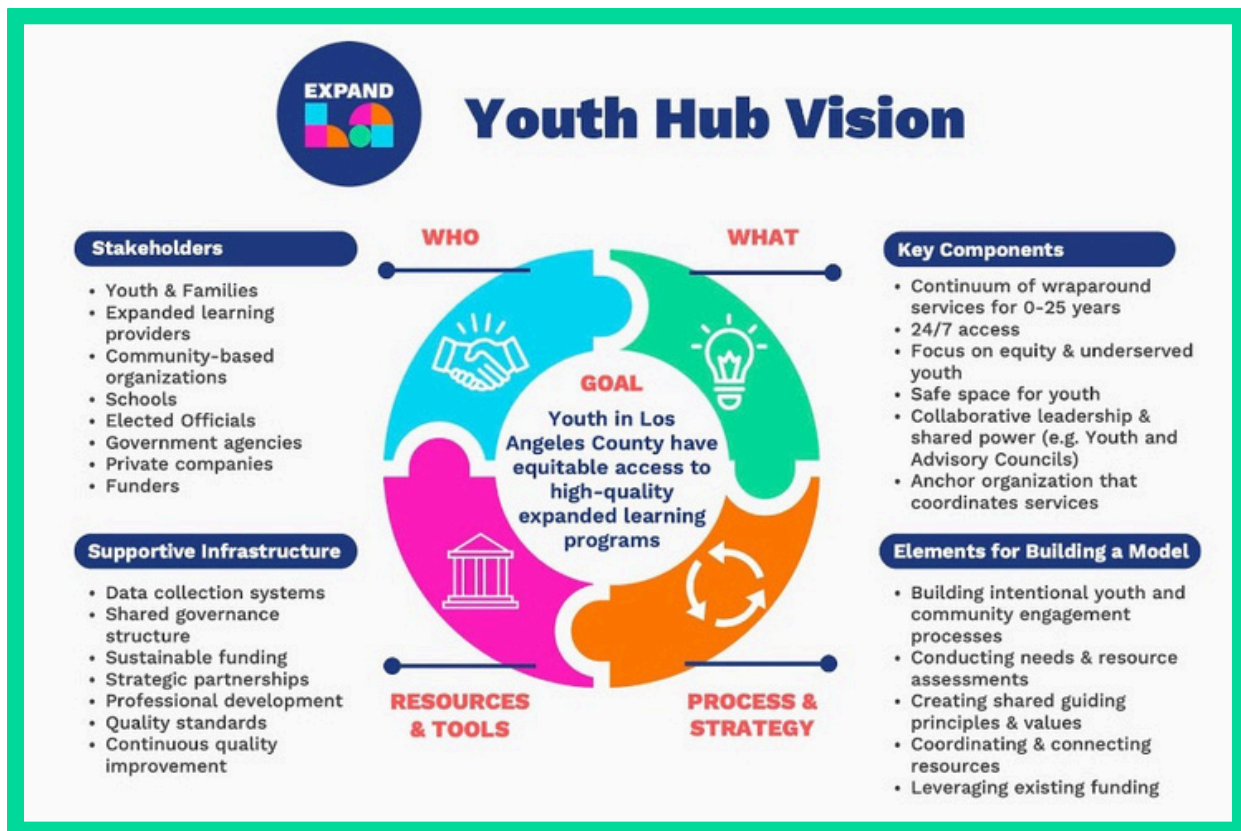 EXPAND
LA
Youth Hub Vision
WHO
WHAT
Stakeholders
• Youth & Families
• Expanded learning
providers
• Community-based
organizations
• Schools
• Elected Officials
• Government agencies
• Private companies
• Funders
Key Components
• Continuum of wraparound
services for 0-25 years
• 24/7 access
• Focus on equity & underserved
youth
• Safe space for youth
• Collaborative leadership &
shared power (e.g. Youth and
Advisory Councils)
• Anchor organization that
coordinates services
GOAL
Youth in Los
Angeles County have
equitable access to
high-quality
expanded learning
programs
Supportive Infrastructure
• Data collection systems
• Shared governance
structure
• Sustainable funding
• Strategic partnerships
• Professional development
• Quality standards
• Continuous quality
improvement
RESOURCES
& TOOLS
PROCESS &
STRATEGY
Elements for Building a Model
• Building intentional youth and
community engagement
processes
• Conducting needs & resource
assessments
• Creating shared guiding
principles & values
• Coordinating & connecting
resources
• Leveraging existing funding